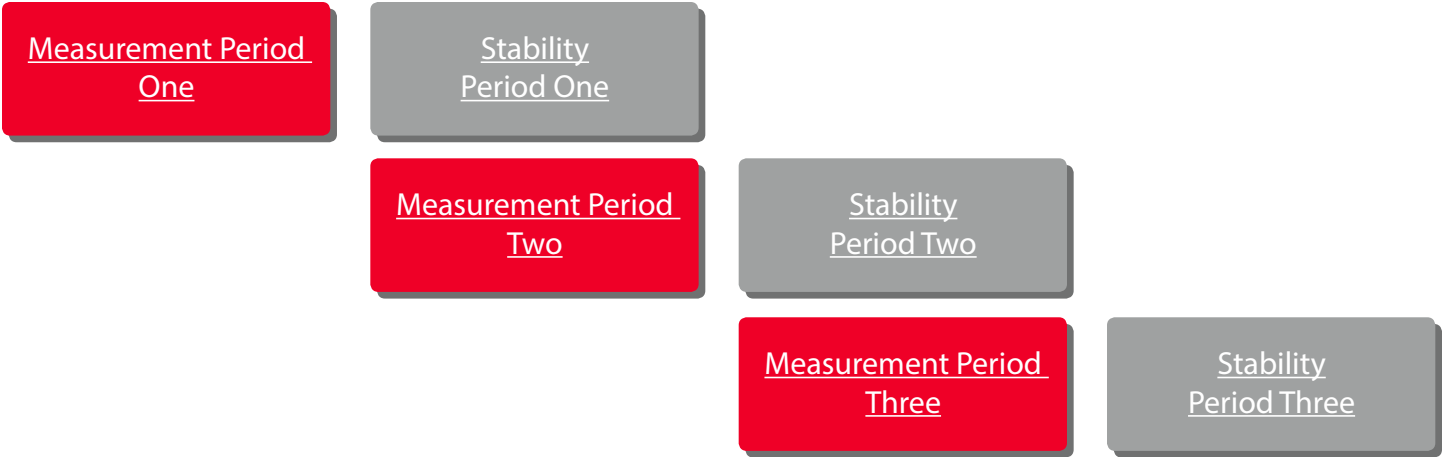 Measurement Period
One
Stability
Period One
Measurement Period
Two
Stability
Period Two
Measurement Period
Three
Stability
Period Three